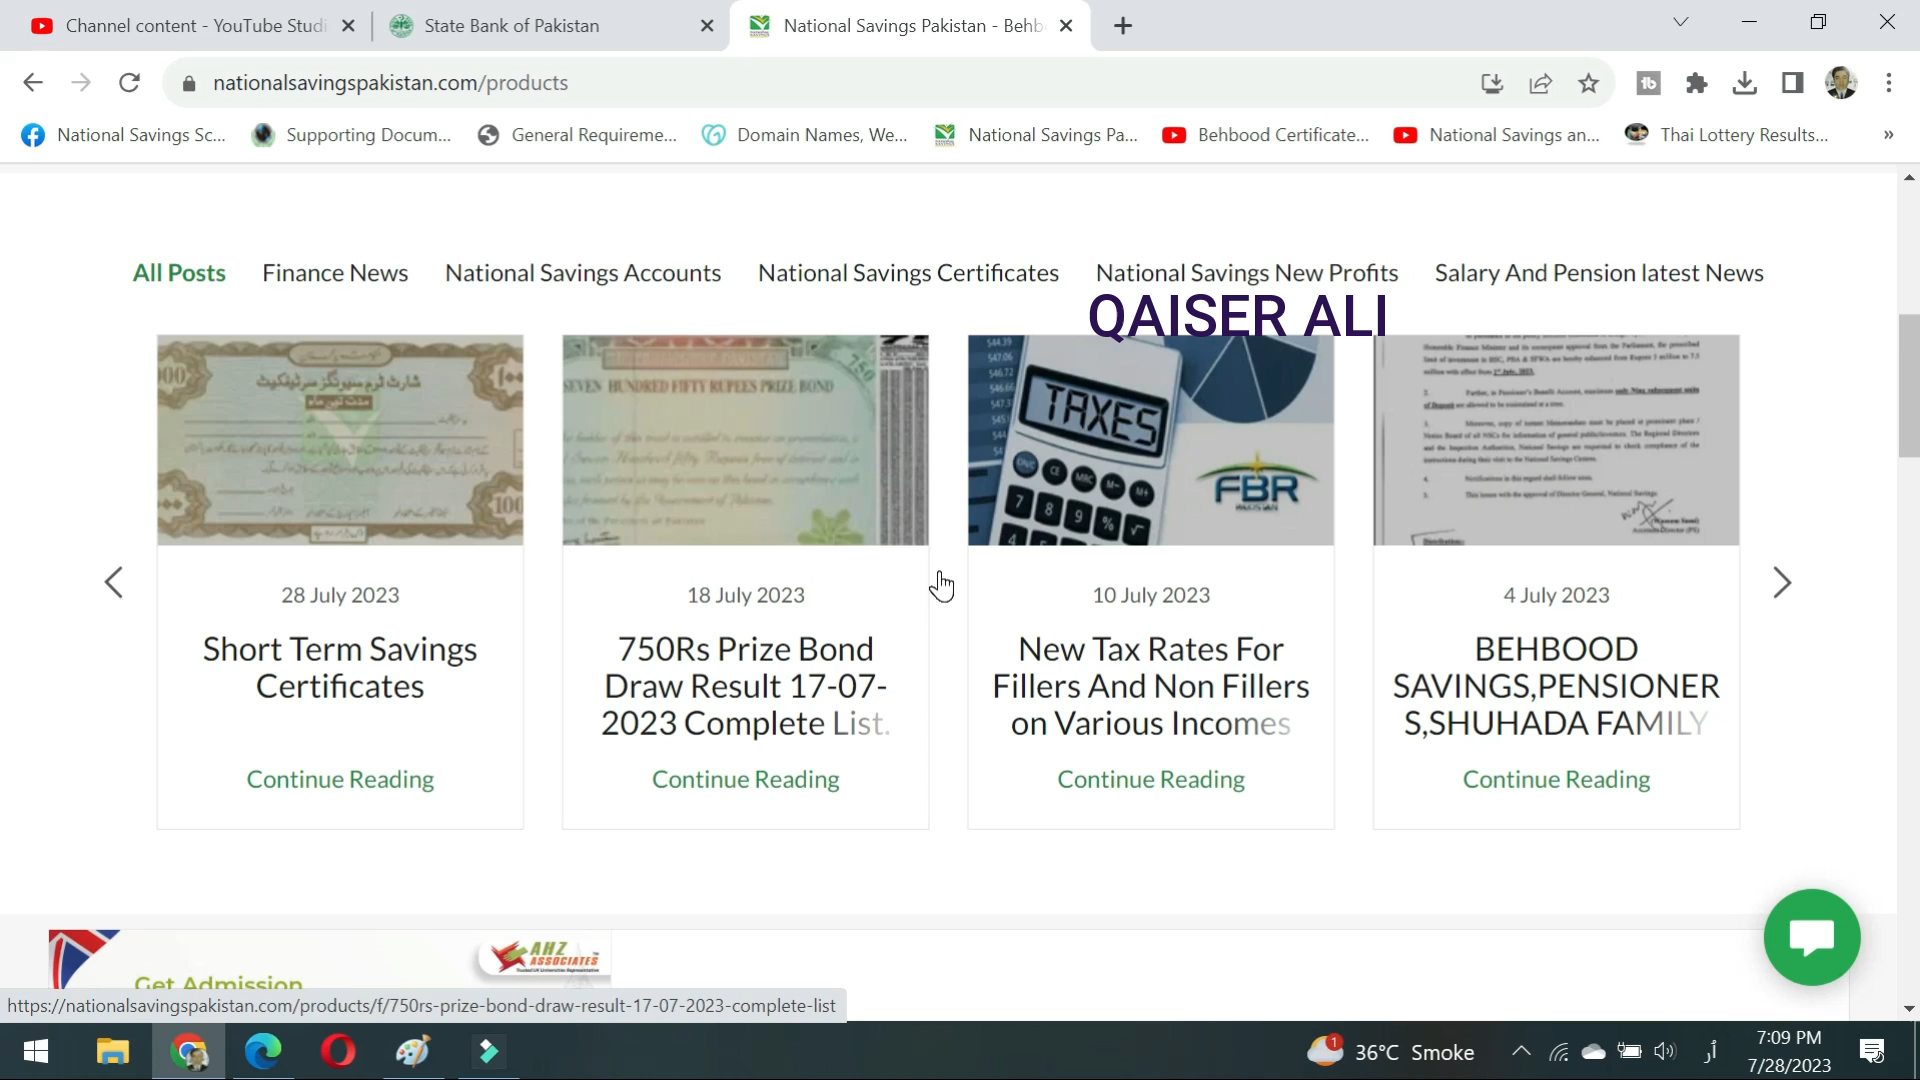 Channel content - YouTube Studi
State Bank of Pakistan
National Savings Pakistan - Behb
nationalsavingspakistan.com/products
National Savings Sc...
Supporting Docum...
General Requireme...
Domain Names, We...
National Savings Pa...
Behbood Certificate...
National Savings an...
Thai Lottery Results...
»
All Posts
Finance News
National Savings Accounts
National Savings Certificates
National Savings New Profits
Salary And Pension latest News
QAISER ALI
شارٹ ٹرم سیونگز سرٹیفکیٹ
SEVEN HUNDRED FIFTY RUPEES PRIZE BOND
750
TAXES
FBR
PAKISTAN
28 July 2023
Short Term Savings
Certificates
Continue Reading
18 July 2023
750Rs Prize Bond
Draw Result 17-07-
2023 Complete List.
Continue Reading
10 July 2023
New Tax Rates For
Fillers And Non Fillers
on Various Incomes
Continue Reading
4 July 2023
BEHBOOD
SAVINGS,PENSIONER
S,SHUHADA FAMILY
Continue Reading
AHZ
ASSOCIATES
Get Admission
https://nationalsavingspakistan.com/products/f/750rs-prize-bond-draw-result-17-07-2023-complete-list
36°C Smoke
7:09 PM
7/28/2023